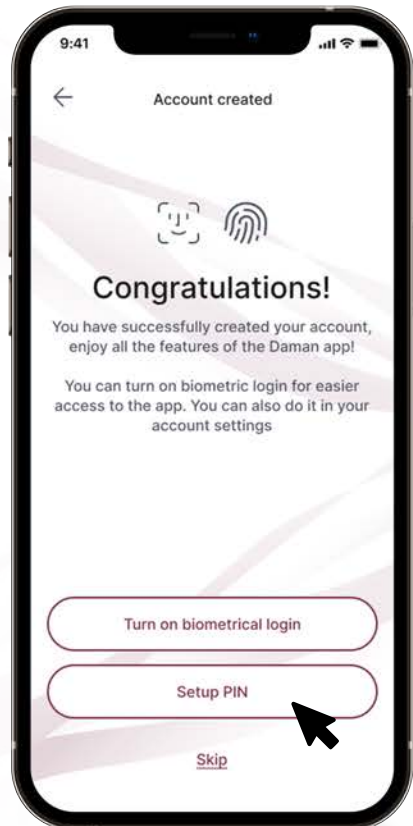 9:41
Account created
Congratulations!
You have successfully created your account,
enjoy all the features of the Daman app!
You can turn on biometric login for easier
access to the app. You can also do it in your
account settings
Turn on biometrical login
Setup PIN
Skip